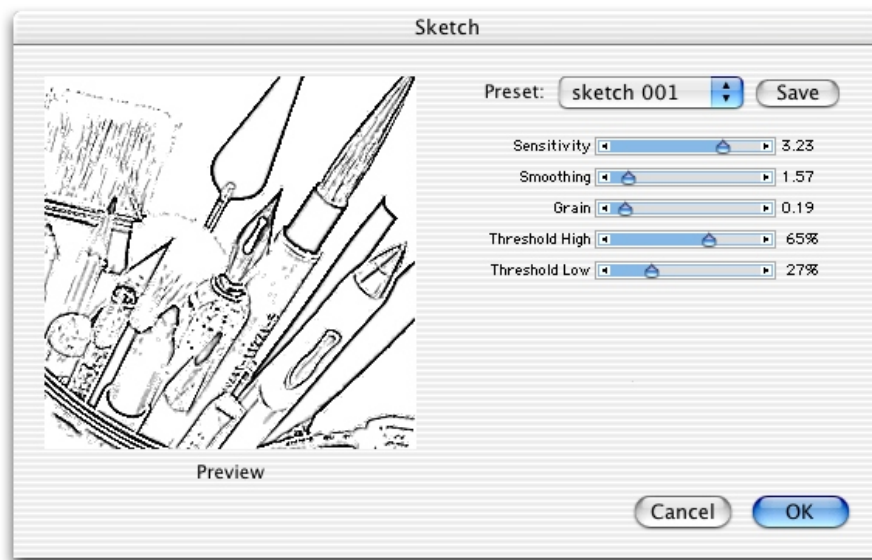 Sketch
Preset: sketch 001 Save
Sensitivity 3.23
Smoothing 1.57
Grain 0.19
Threshold High 65%
Threshold Low 27%
Preview
Cancel OK